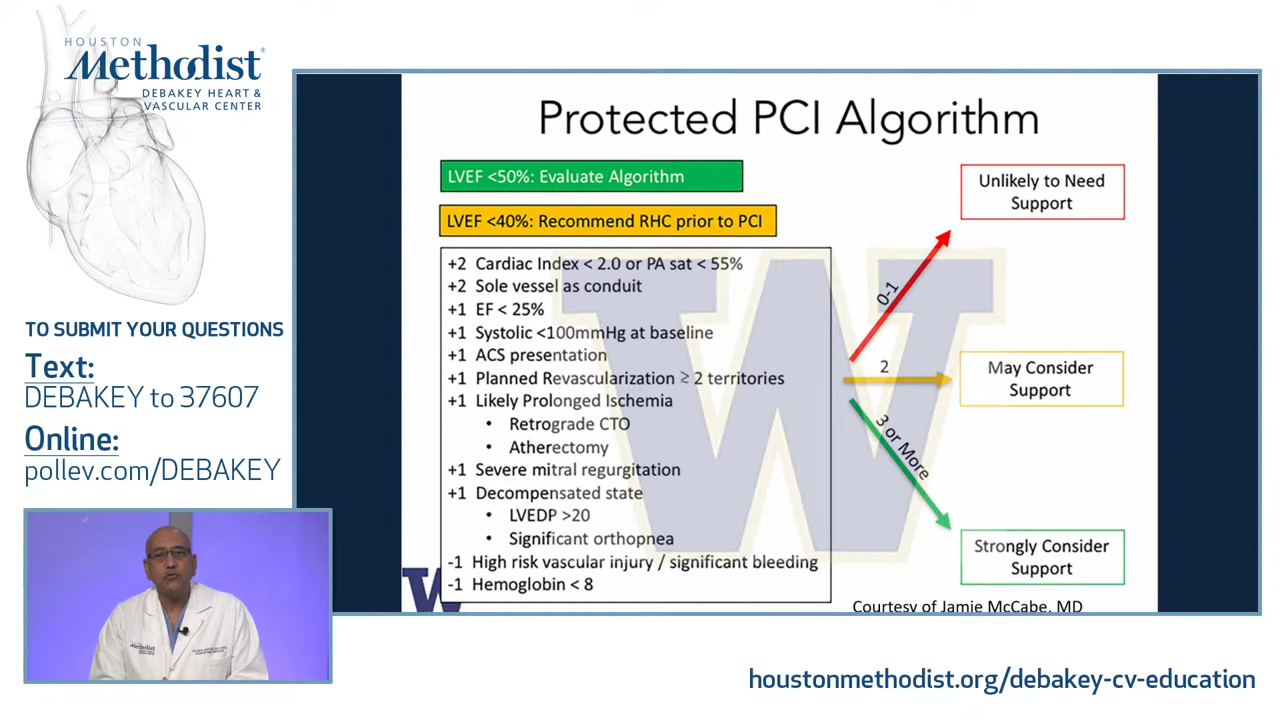 HOUSTON
Methodist®
DEBAKEY HEART &
VASCULAR CENTER
TO SUBMIT YOUR QUESTIONS
Text:
DEBAKEY to 37607
Online:
pollev.com/DEBAKEY
Protected PCI Algorithm
LVEF <50%: Evaluate Algorithm
LVEF <40%: Recommend RHC prior to PCI
+2 Cardiac Index < 2.0 or PA sat < 55%
+2 Sole vessel as conduit
+1 EF < 25%
+1 Systolic <100mmHg at baseline
+1 ACS presentation
+1 Planned Revascularization ≥ 2 territories
+1 Likely Prolonged Ischemia
• Retrograde CTO
• Atherectomy
+1 Severe mitral regurgitation
+1 Decompensated state
• LVEDP >20
• Significant orthopnea
-1 High risk vascular injury / significant bleeding
-1 Hemoglobin < 8
0-1
2
3 or More
Unlikely to Need
Support
May Consider
Support
Strongly Consider
Support
W
W
Courtesy of Jamie McCabe, MD
Methodist
houstonmethodist.org/debakey-cv-education